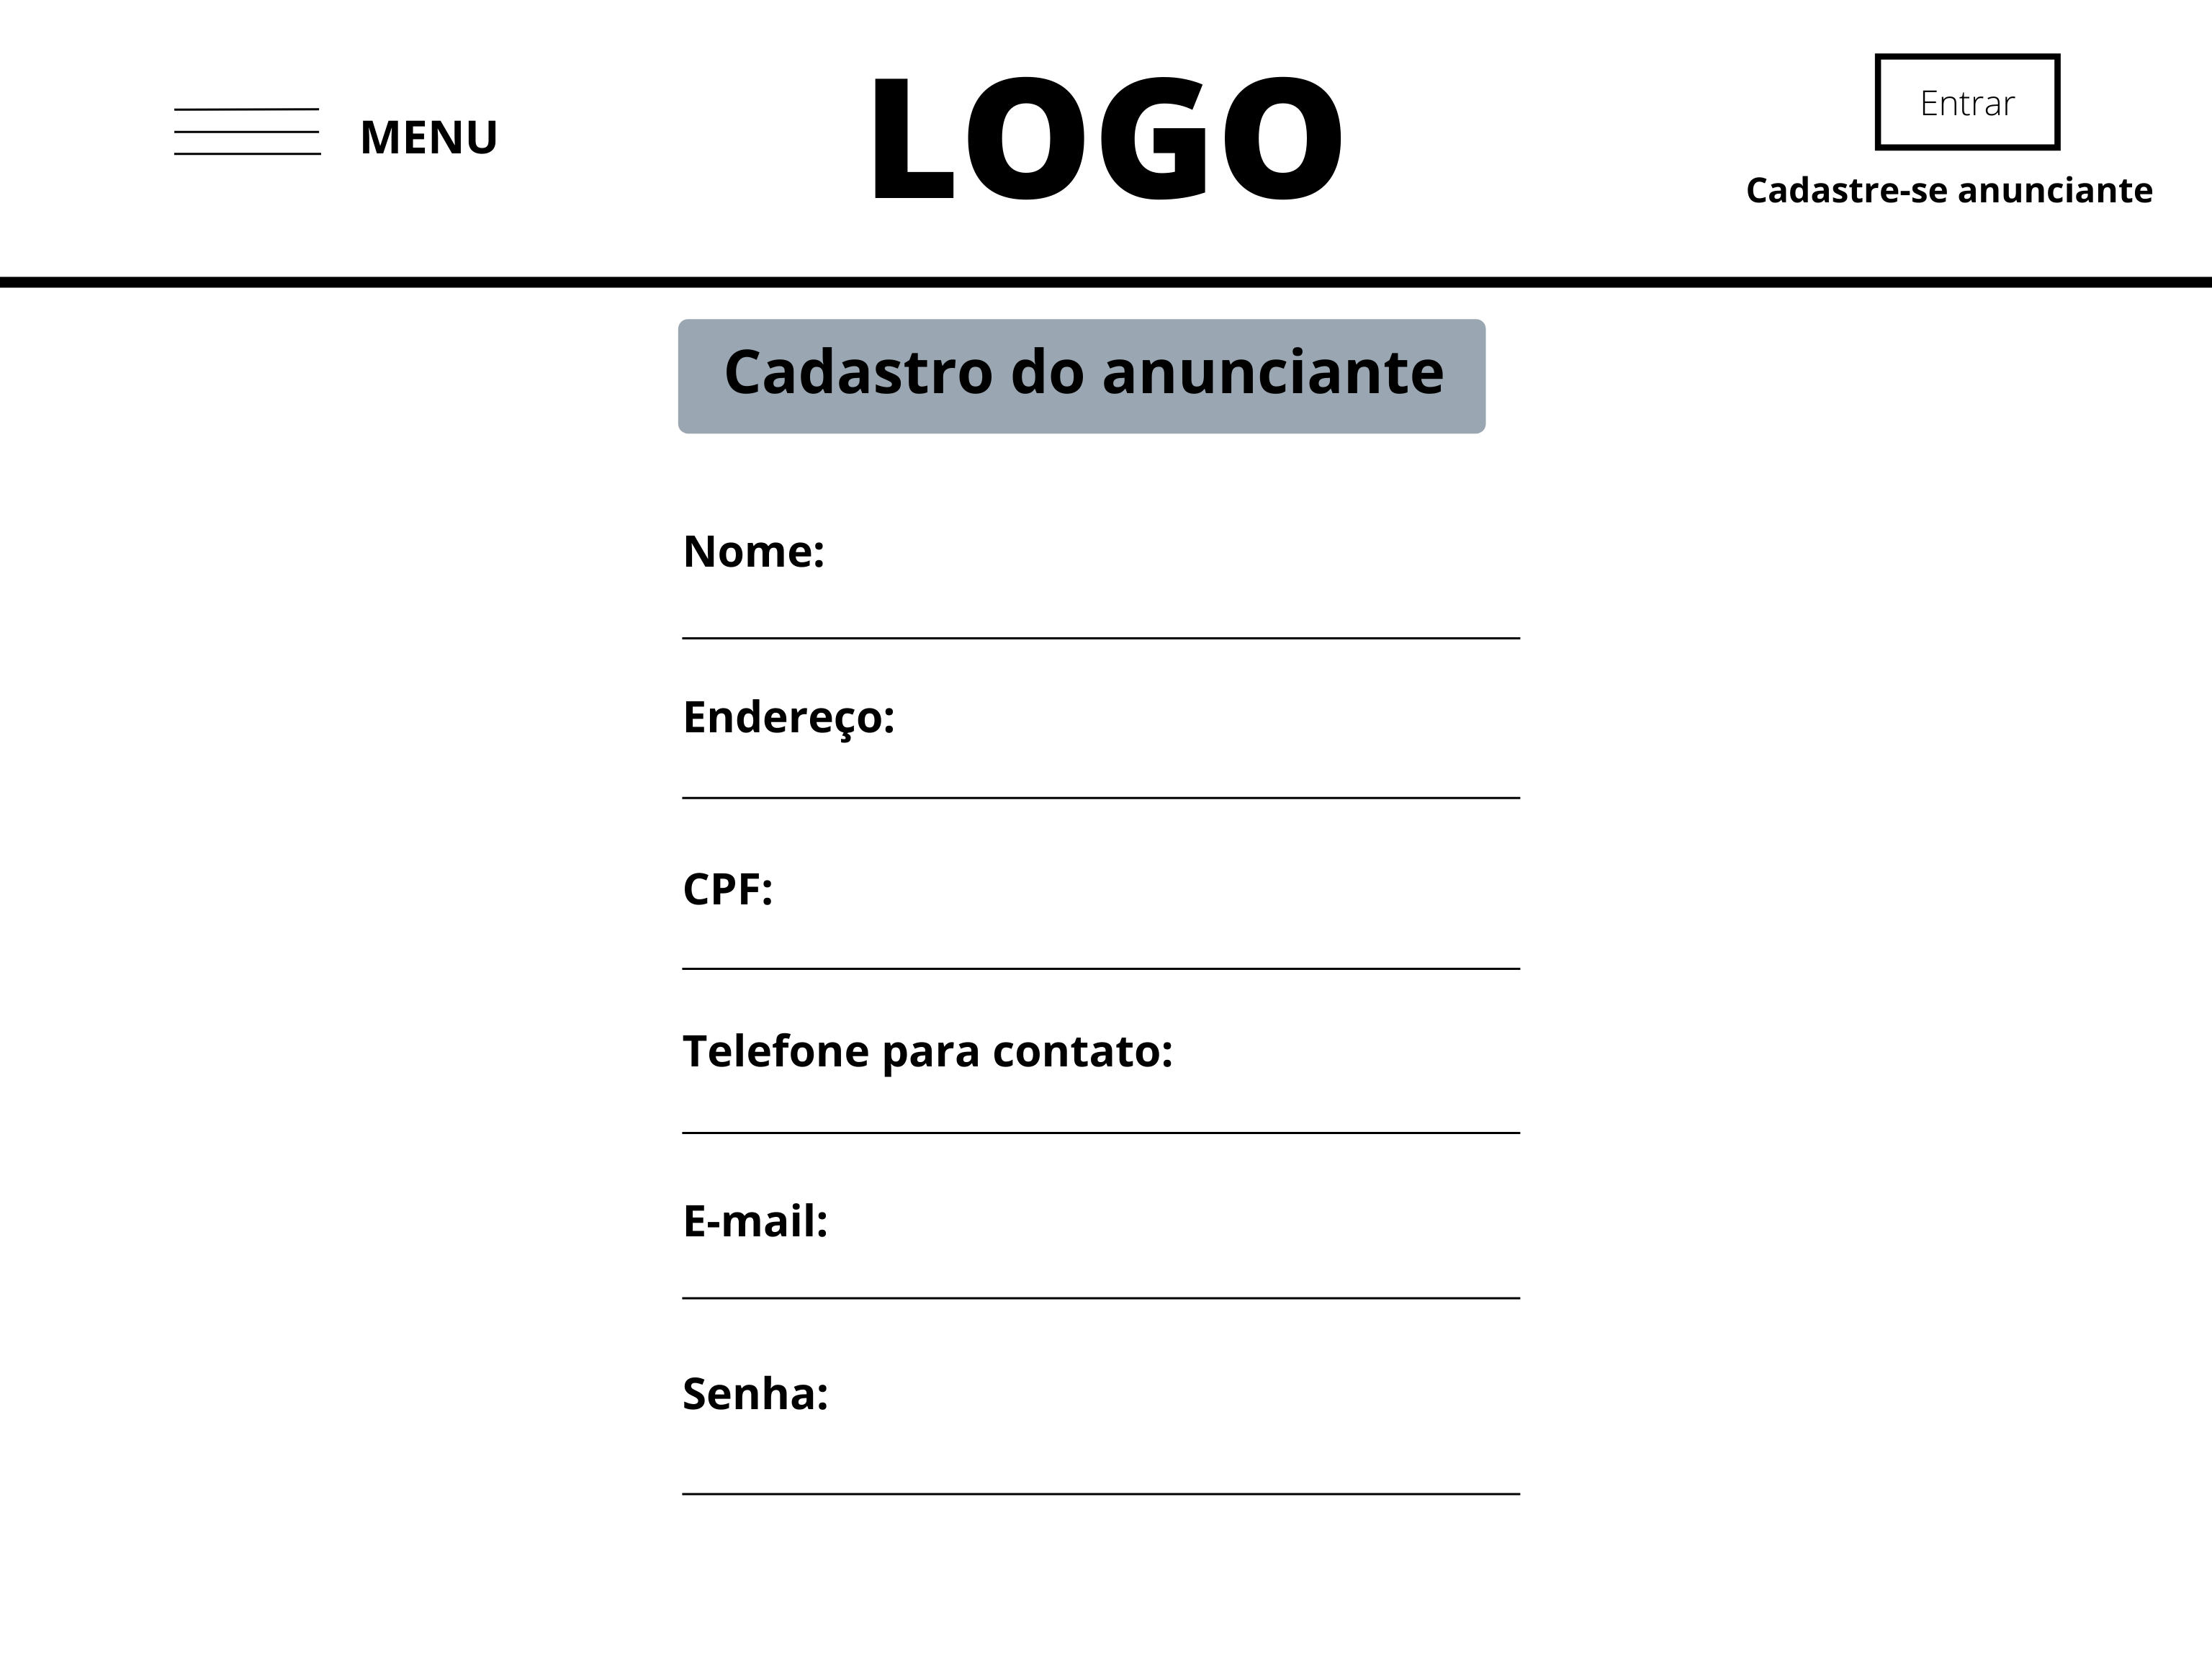 MENU
LOGO
Entrar
Cadastre-se anunciante
Cadastro do anunciante
Nome:
Endereço:
CPF:
Telefone para contato:
E-mail:
Senha: